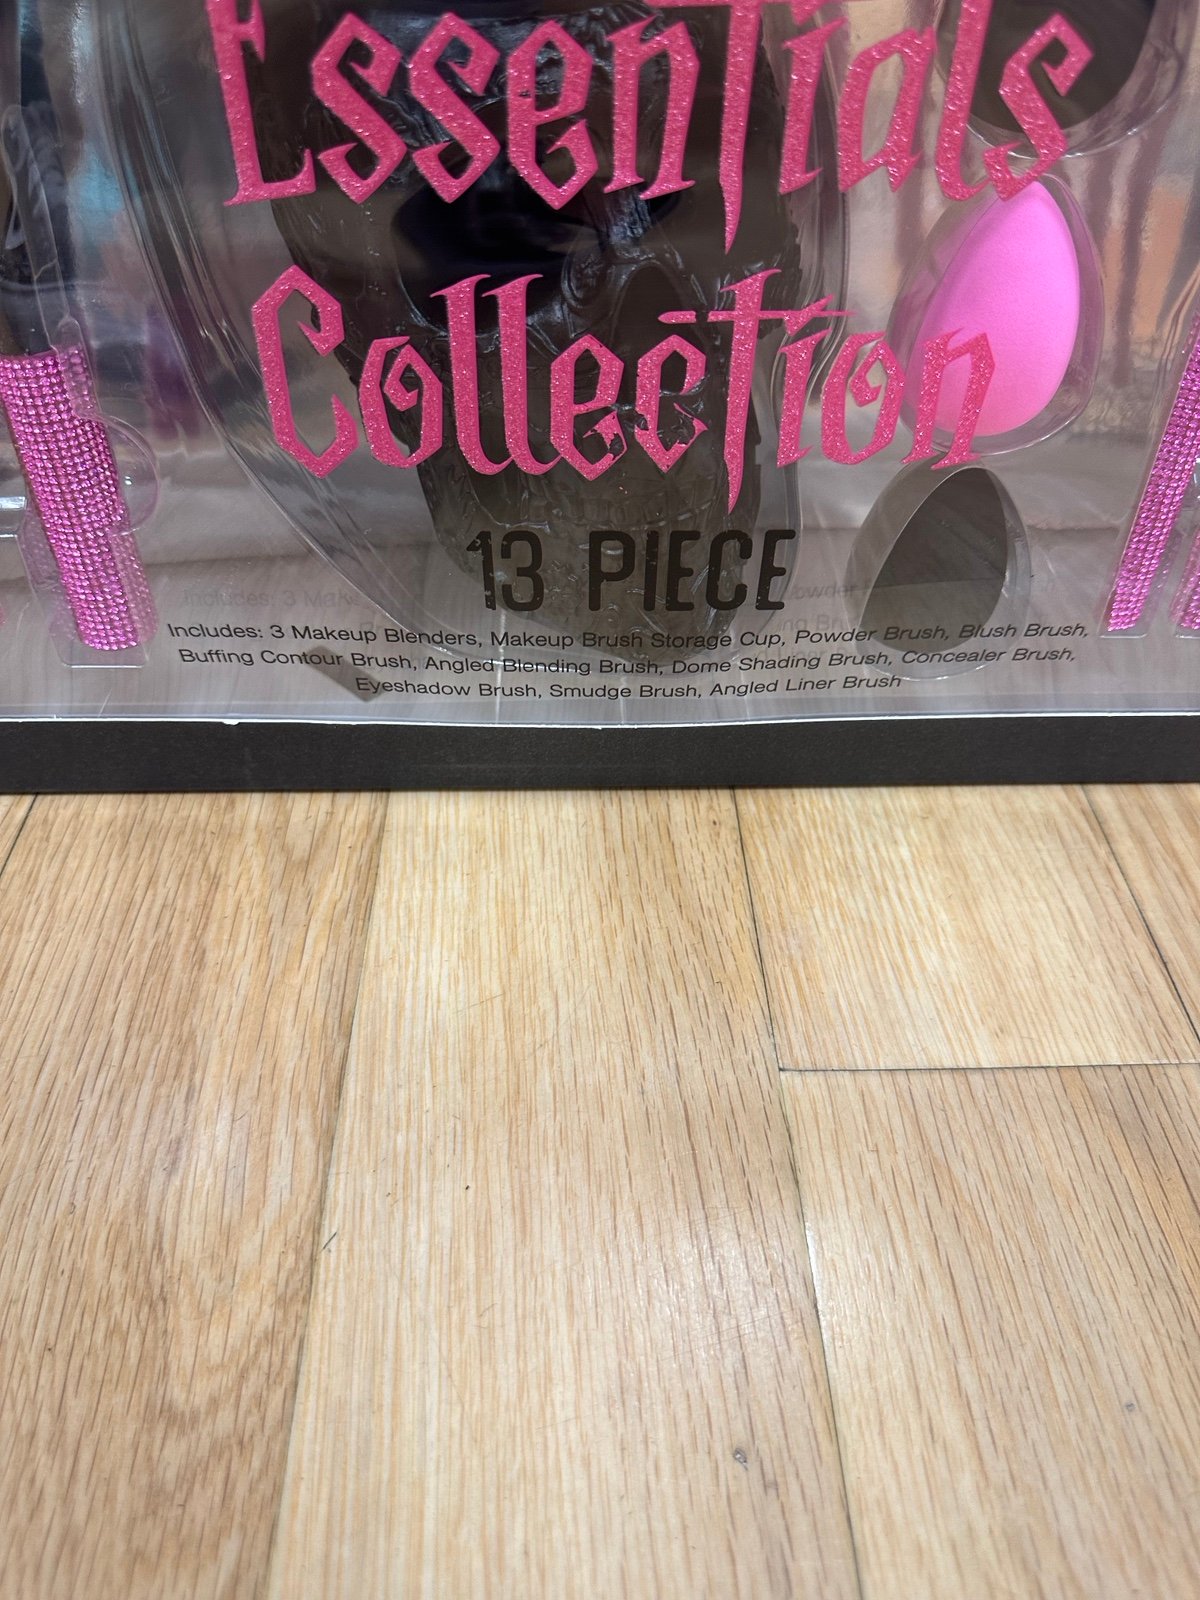 Essentials
Collection
13 PIECE
Includes: 3 Makeup Blenders, Makeup Brush Storage Cup, Powder Brush, Blush Brush,
Buffing Contour Brush, Angled Blending Brush, Dome Shading Brush, Concealer Brush,
Eyeshadow Brush, Smudge Brush, Angled Liner Brush